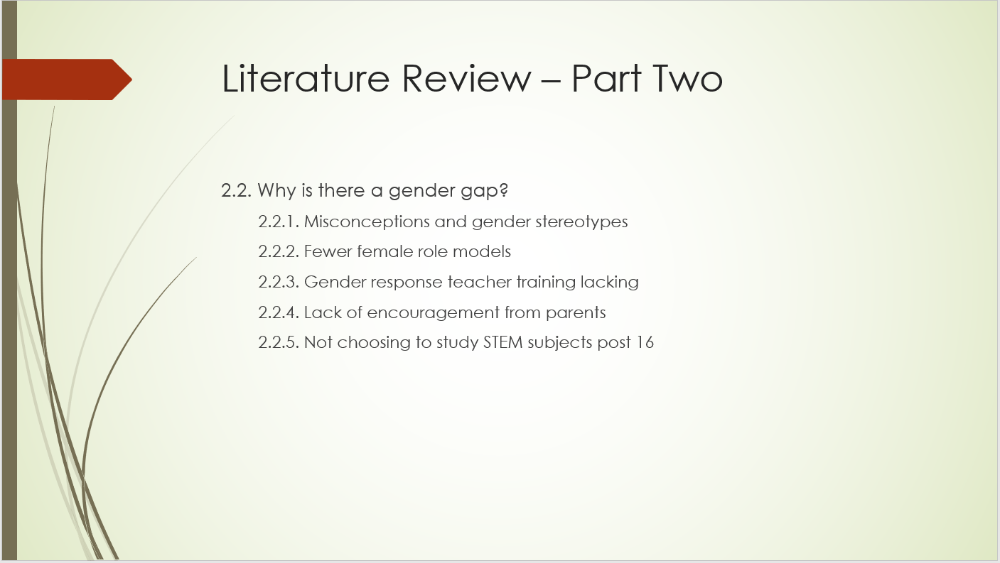 Literature Review – Part Two
2.2. Why is there a gender gap?
2.2.1. Misconceptions and gender stereotypes
2.2.2. Fewer female role models
2.2.3. Gender response teacher training lacking
2.2.4. Lack of encouragement from parents
2.2.5. Not choosing to study STEM subjects post 16